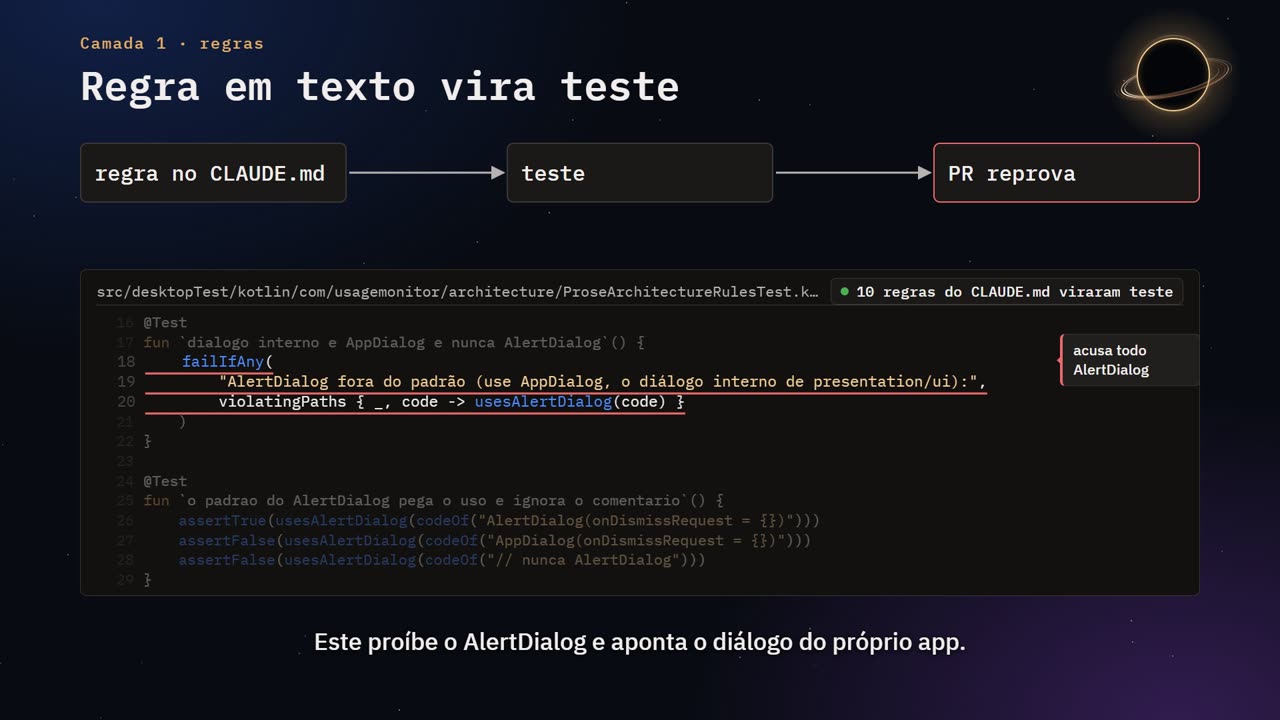 Camada 1 · regras
Regra em texto vira teste
regra no CLAUDE.md
teste
PR reprova
src/desktopTest/kotlin/com/usagemonitor/architecture/ProseArchitectureRulesTest.k…
10 regras do CLAUDE.md viraram teste
16 @Test
17 fun `dialogo interno e AppDialog e nunca AlertDialog`() {
18 failIfAny(
19 "AlertDialog fora do padrão (use AppDialog, o diálogo interno de presentation/ui):",
20 violatingPaths { _, code -> usesAlertDialog(code) }
21 )
22 }
23
24 @Test
25 fun `o padrao do AlertDialog pega o uso e ignora o comentario`() {
26 assertTrue(usesAlertDialog(codeOf("AlertDialog(onDismissRequest = {})")))
27 assertFalse(usesAlertDialog(codeOf("AppDialog(onDismissRequest = {})")))
28 assertFalse(usesAlertDialog(codeOf("// nunca AlertDialog")))
29 }
acusa todo
AlertDialog
Este proíbe o AlertDialog e aponta o diálogo do próprio app.